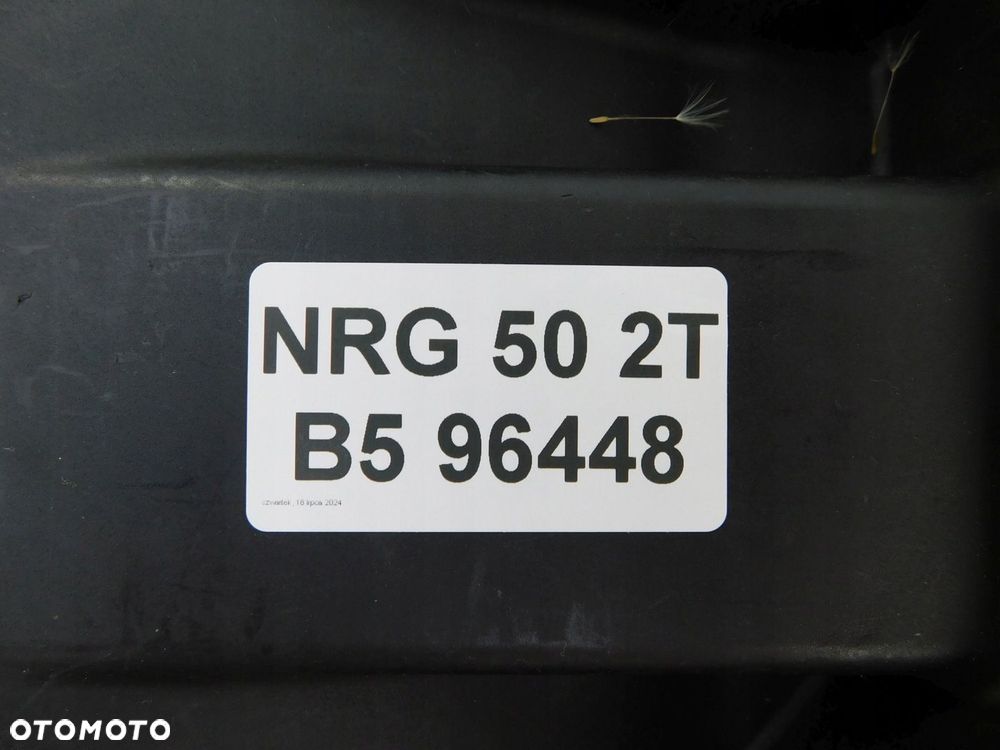 NRG 50 2T
B5 96448
czwartek, 18 lipca 2024
OTOMOTO